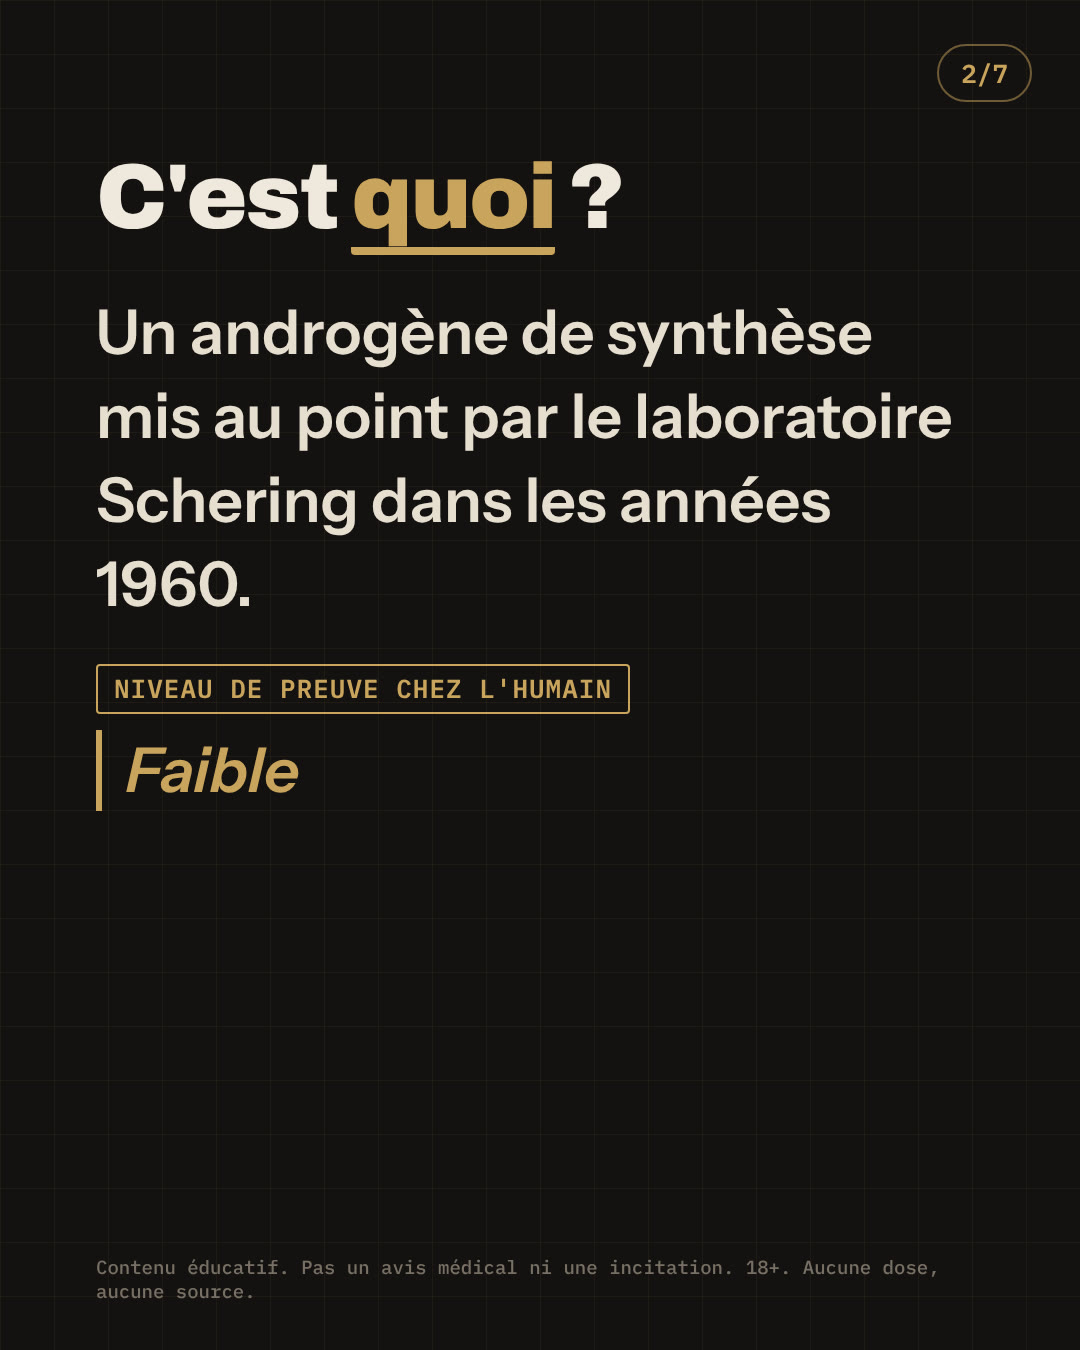 2/7
C'est quoi ?
Un androgène de synthèse
mis au point par le laboratoire
Schering dans les années
1960.
NIVEAU DE PREUVE CHEZ L'HUMAIN
Faible
Contenu éducatif. Pas un avis médical ni une incitation. 18+. Aucune dose,
aucune source.